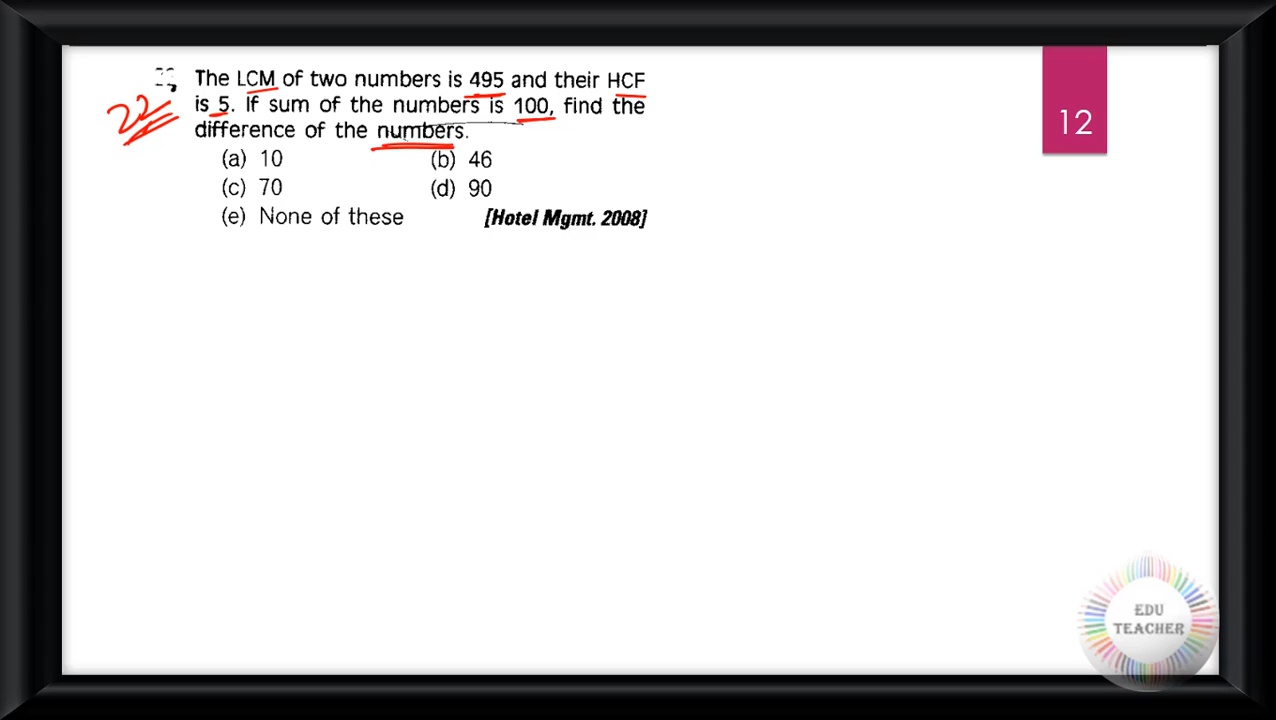 The LCM of two numbers is 495 and their HCF
is 5. If sum of the numbers is 100, find the
difference of the numbers.
(a) 10 (b) 46
(c) 70 (d) 90
(e) None of these [Hotel Mgmt. 2008]
22
12
EDU
TEACHER